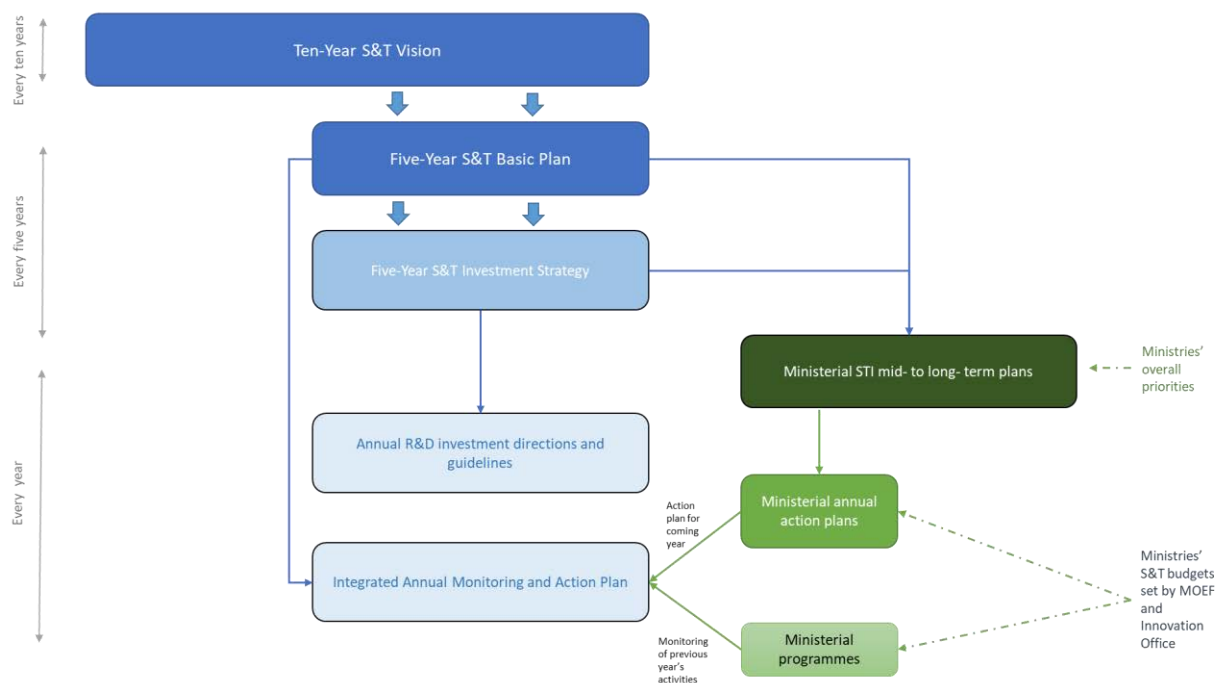 Every ten years
Ten-Year S&T Vision
Every five years
Five-Year S&T Basic Plan
Five-Year S&T Investment Strategy
Ministerial STI mid- to long- term plans
Ministries'
overall
priorities
Every year
Annual R&D investment directions and
guidelines
Ministerial annual
action plans
Action
plan for
coming
year
Integrated Annual Monitoring and Action Plan
Ministries'
S&T budgets
set by MOEF
and
Innovation
Office
Monitoring
of previous
year's
activities
Ministerial
programmes